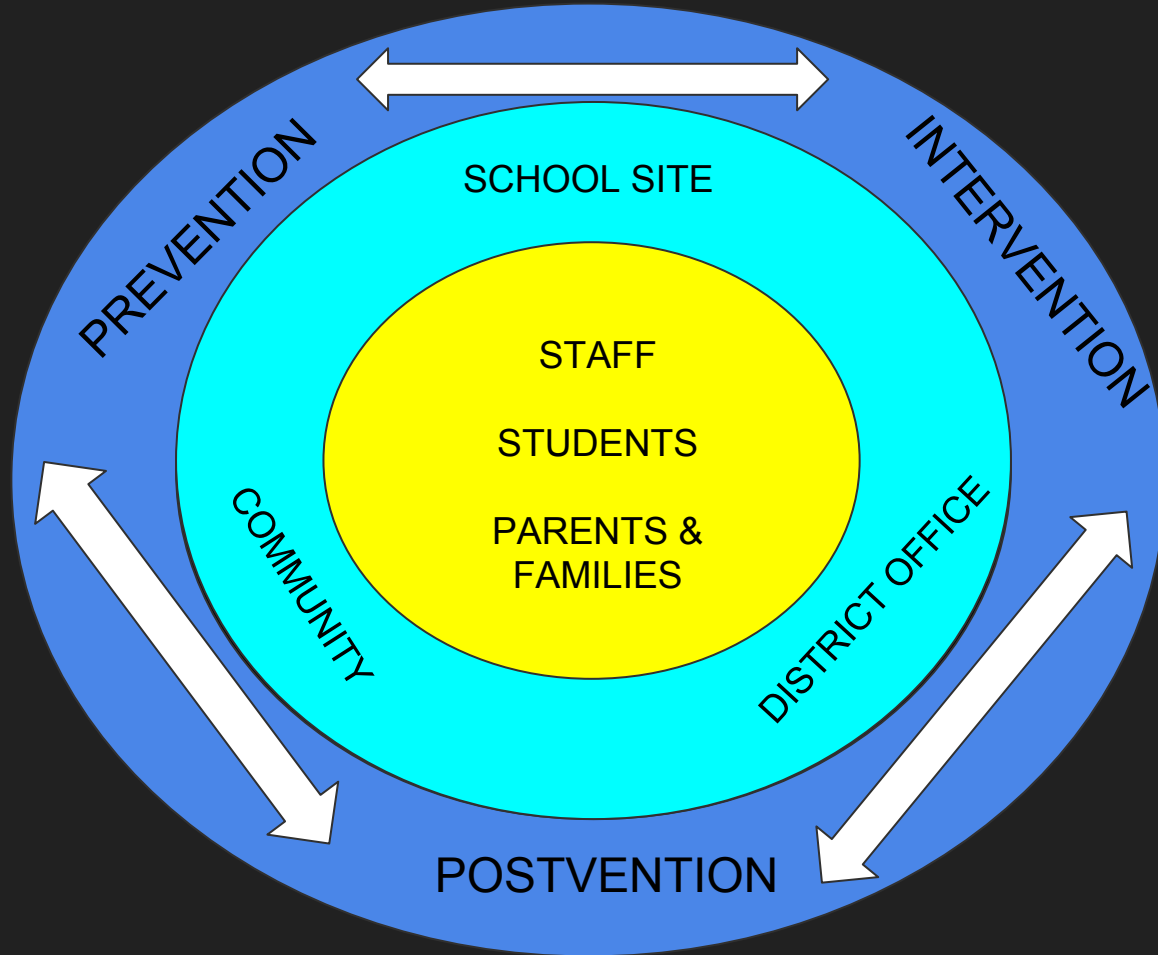 PREVENTION
INTERVENTION
SCHOOL SITE
STAFF
STUDENTS
PARENTS &
FAMILIES
COMMUNITY
DISTRICT OFFICE
POSTVENTION